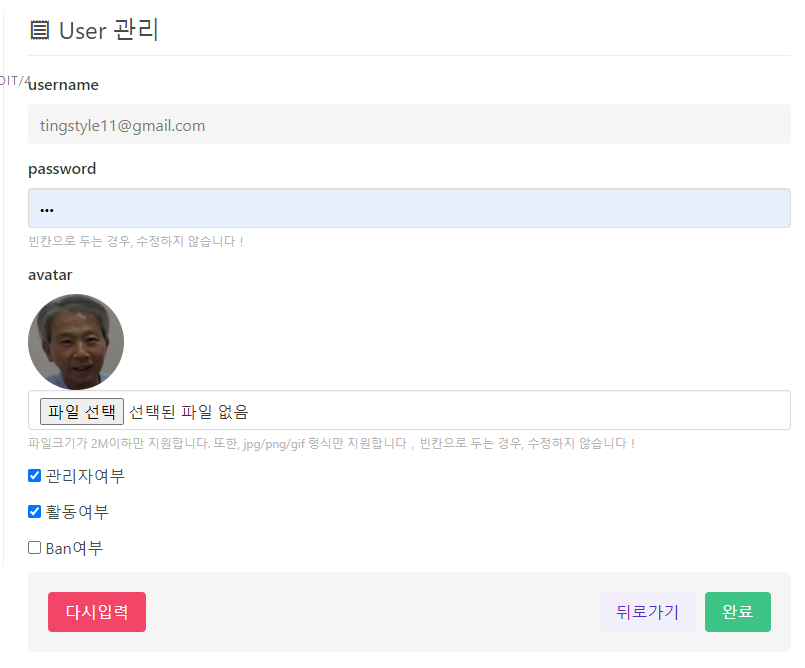 User 관리
DIT/4
username
tingstyle11@gmail.com
password
•••
빈칸으로 두는 경우, 수정하지 않습니다 !
avatar
파일 선택 선택된 파일 없음
파일크기가 2M이하만 지원합니다. 또한, jpg/png/gif 형식만 지원합니다 , 빈칸으로 두는 경우, 수정하지 않습니다 !
관리자여부
활동여부
Ban여부
다시입력 뒤로가기 완료